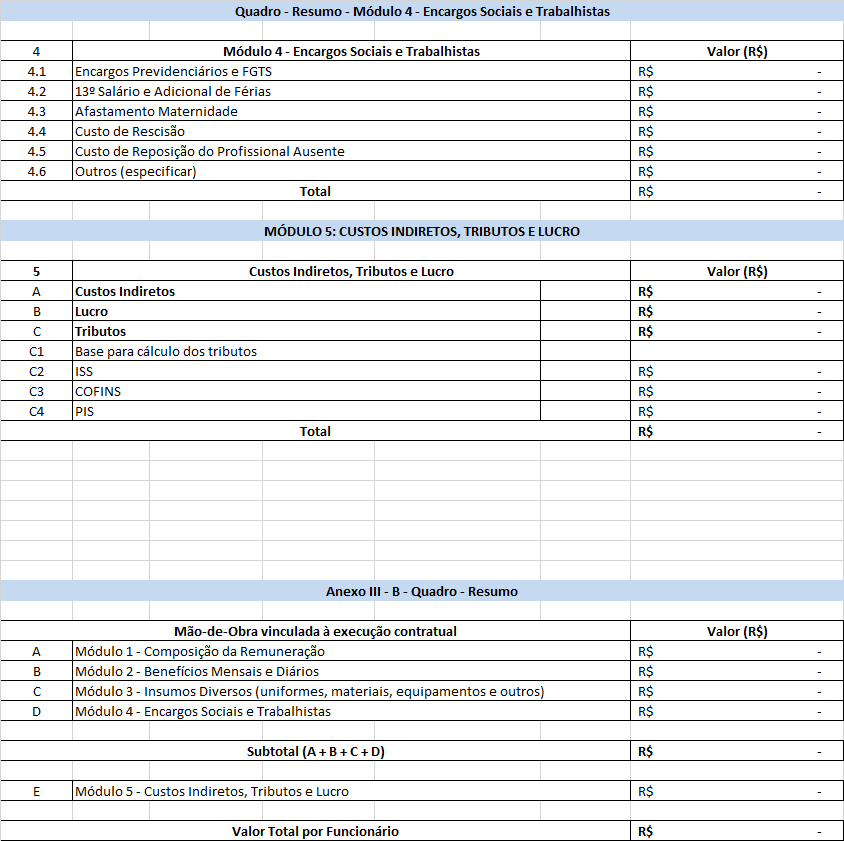 Quadro - Resumo - Módulo 4 - Encargos Sociais e Trabalhistas
4 Módulo 4 - Encargos Sociais e Trabalhistas Valor (R$)
4.1 Encargos Previdenciários e FGTS R$ -
4.2 13º Salário e Adicional de Férias R$ -
4.3 Afastamento Maternidade R$ -
4.4 Custo de Rescisão R$ -
4.5 Custo de Reposição do Profissional Ausente R$ -
4.6 Outros (especificar) R$ -
Total R$ -
MÓDULO 5: CUSTOS INDIRETOS, TRIBUTOS E LUCRO
5 Custos Indiretos, Tributos e Lucro Valor (R$)
A Custos Indiretos R$ -
B Lucro R$ -
C Tributos R$ -
C1 Base para cálculo dos tributos
C2 ISS R$ -
C3 COFINS R$ -
C4 PIS R$ -
Total R$ -
Anexo III - B - Quadro - Resumo
Mão-de-Obra vinculada à execução contratual Valor (R$)
A Módulo 1 - Composição da Remuneração R$ -
B Módulo 2 - Benefícios Mensais e Diários R$ -
C Módulo 3 - Insumos Diversos (uniformes, materiais, equipamentos e outros) R$ -
D Módulo 4 - Encargos Sociais e Trabalhistas R$ -
Subtotal (A + B + C + D) R$ -
E Módulo 5 - Custos Indiretos, Tributos e Lucro R$ -
Valor Total por Funcionário R$ -